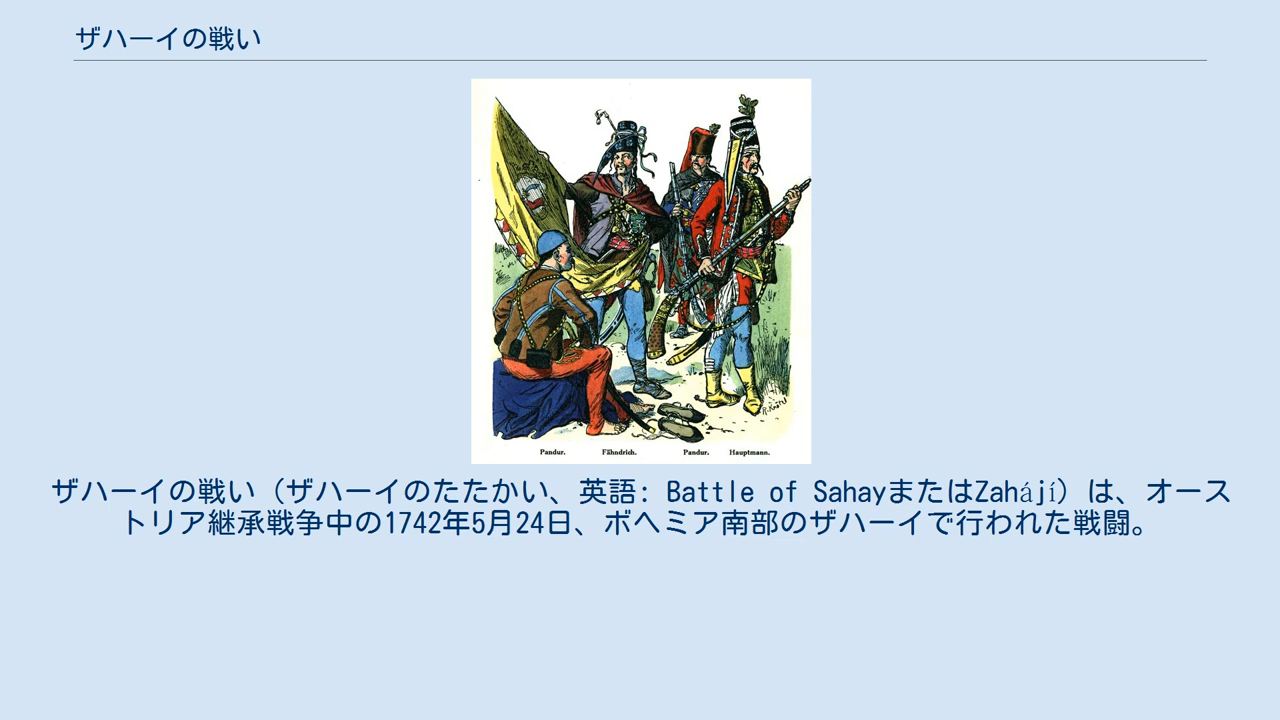 ザハーイの戦い
Pandur. Fähndrich. Pandur. Hauptmann.
ザハーイの戦い（ザハーイのたたかい、英語: Battle of SahayまたはZahájí）は、オース
トリア継承戦争中の1742年5月24日、ボヘミア南部のザハーイで行われた戦闘。